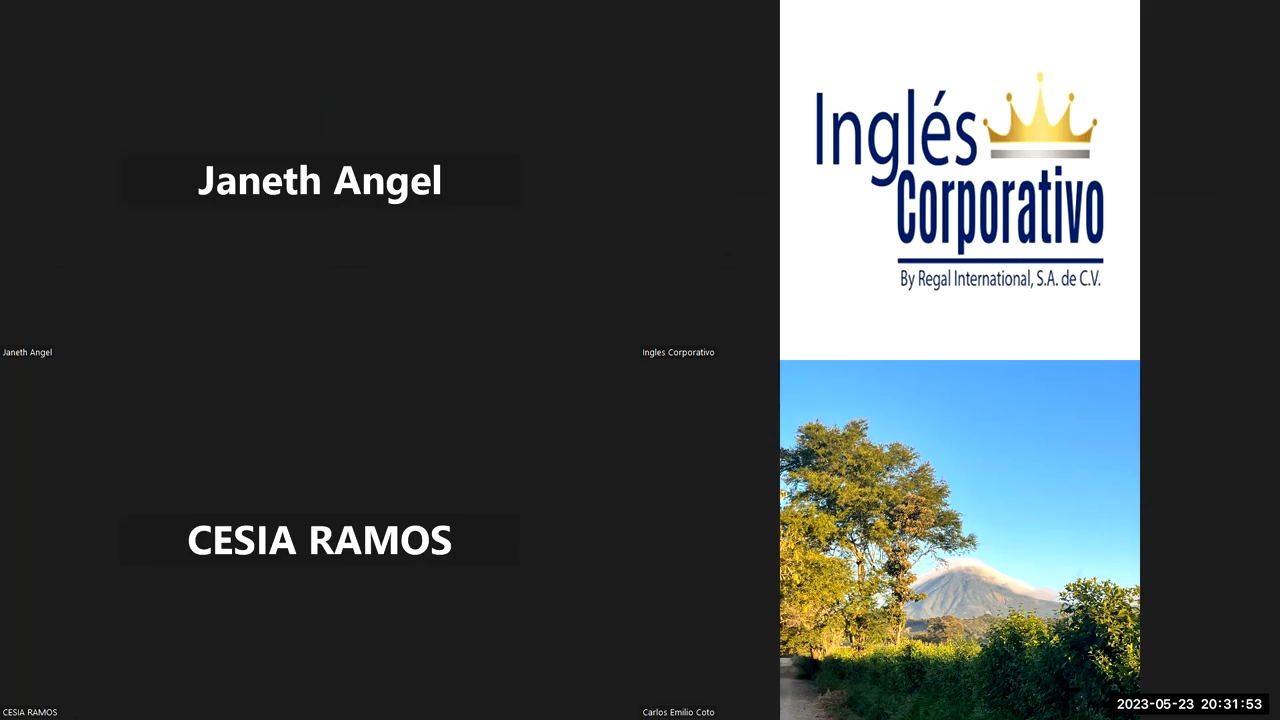 Janeth Angel
Janeth Angel
Inglés
Corporativo
By Regal International, S.A. de C.V.
Ingles Corporativo
CESIA RAMOS
CESIA RAMOS
Carlos Emilio Coto
2023-05-23 20:31:53